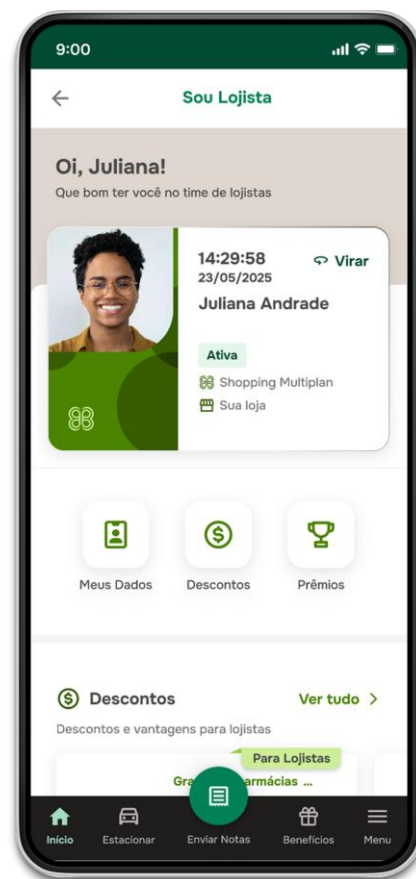 9:00
Sou Lojista
Oi, Juliana!
Que bom ter você no time de lojistas
14:29:58
Virar
23/05/2025
Juliana Andrade
Ativa
Shopping Multiplan
Sua loja
Meus Dados
Descontos
Prêmios
Descontos
Ver tudo
Descontos e vantagens para lojistas
Para Lojistas
Início
Estacionar
Enviar Notas
Benefícios
Menu